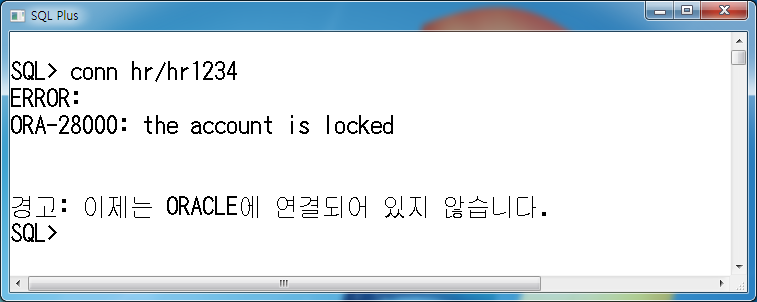 SQL Plus
SQL> conn hr/hr1234
ERROR:
ORA-28000: the account is locked
경고: 이제는 ORACLE에 연결되어 있지 않습니다.
SQL>